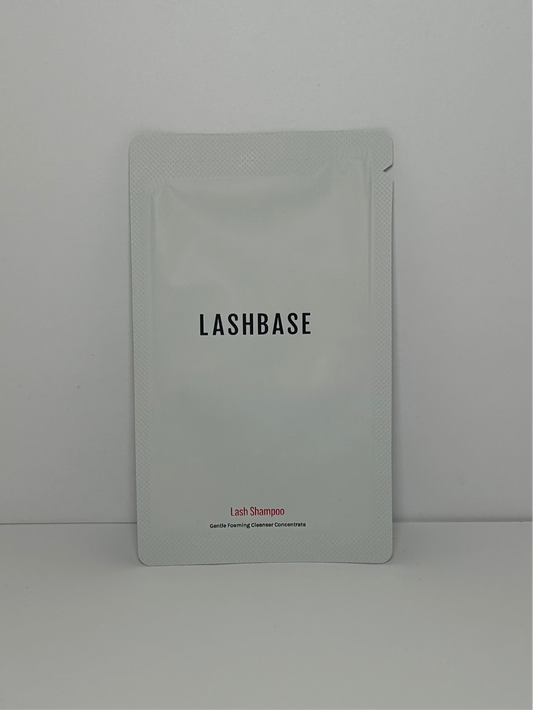 LASHBASE
Lash Shampoo
Gentle Foaming Cleanser Concentrate